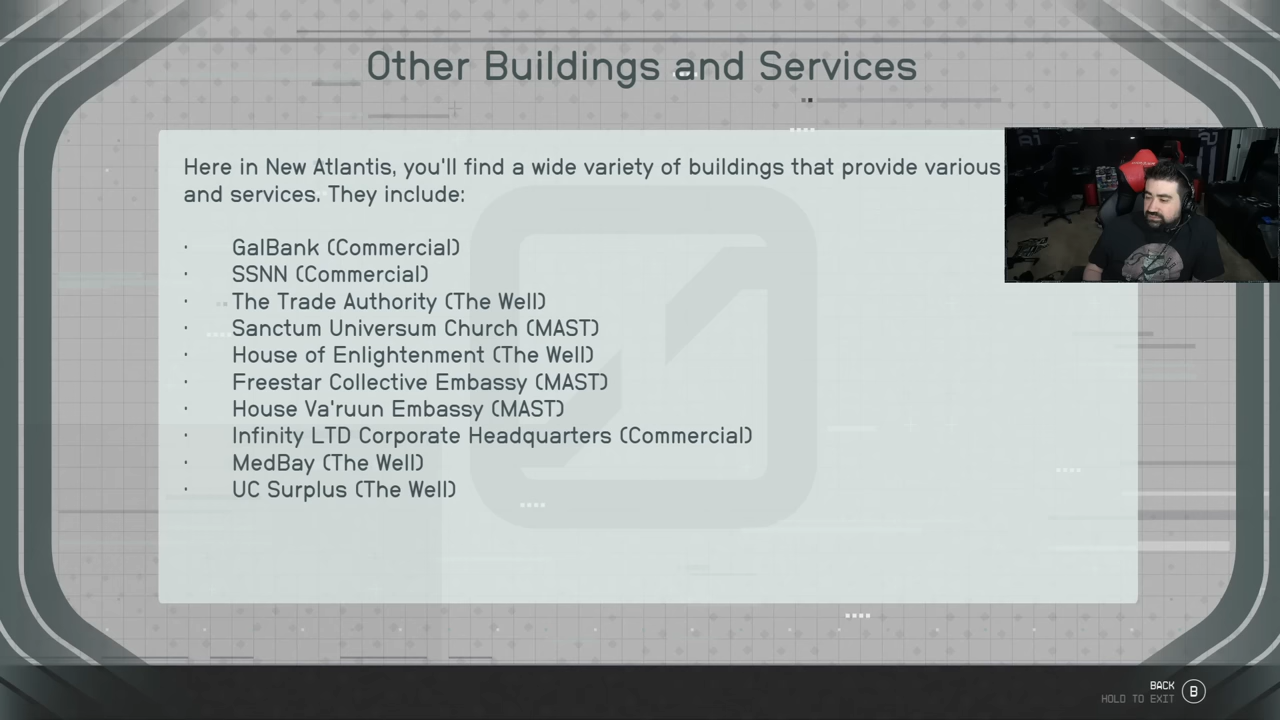 Other Buildings and Services
Here in New Atlantis, you'll find a wide variety of buildings that provide various
and services. They include:
· GalBank (Commercial)
· SSNN (Commercial)
· The Trade Authority (The Well)
· Sanctum Universum Church (MAST)
· House of Enlightenment (The Well)
· Freestar Collective Embassy (MAST)
· House Va'ruun Embassy (MAST)
· Infinity LTD Corporate Headquarters (Commercial)
· MedBay (The Well)
· UC Surplus (The Well)
BACK
HOLD TO EXIT
B